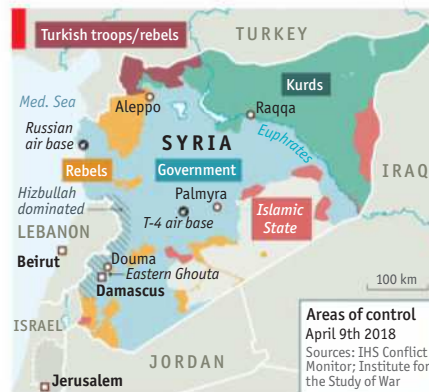 Turkish troops/rebels
TURKEY
Med. Sea
Aleppo
Kurds
Raqqa
Russian
air base
SYRIA
Euphrates
Rebels
Government
IRAQ
Hizbullah
dominated
Palmyra
T-4 air base
Islamic
State
LEBANON
Beirut
Douma
Eastern Ghouta
Damascus
100 km
ISRAEL
JORDAN
Jerusalem
Areas of control
April 9th 2018
Sources: IHS Conflict
Monitor; Institute for
the Study of War